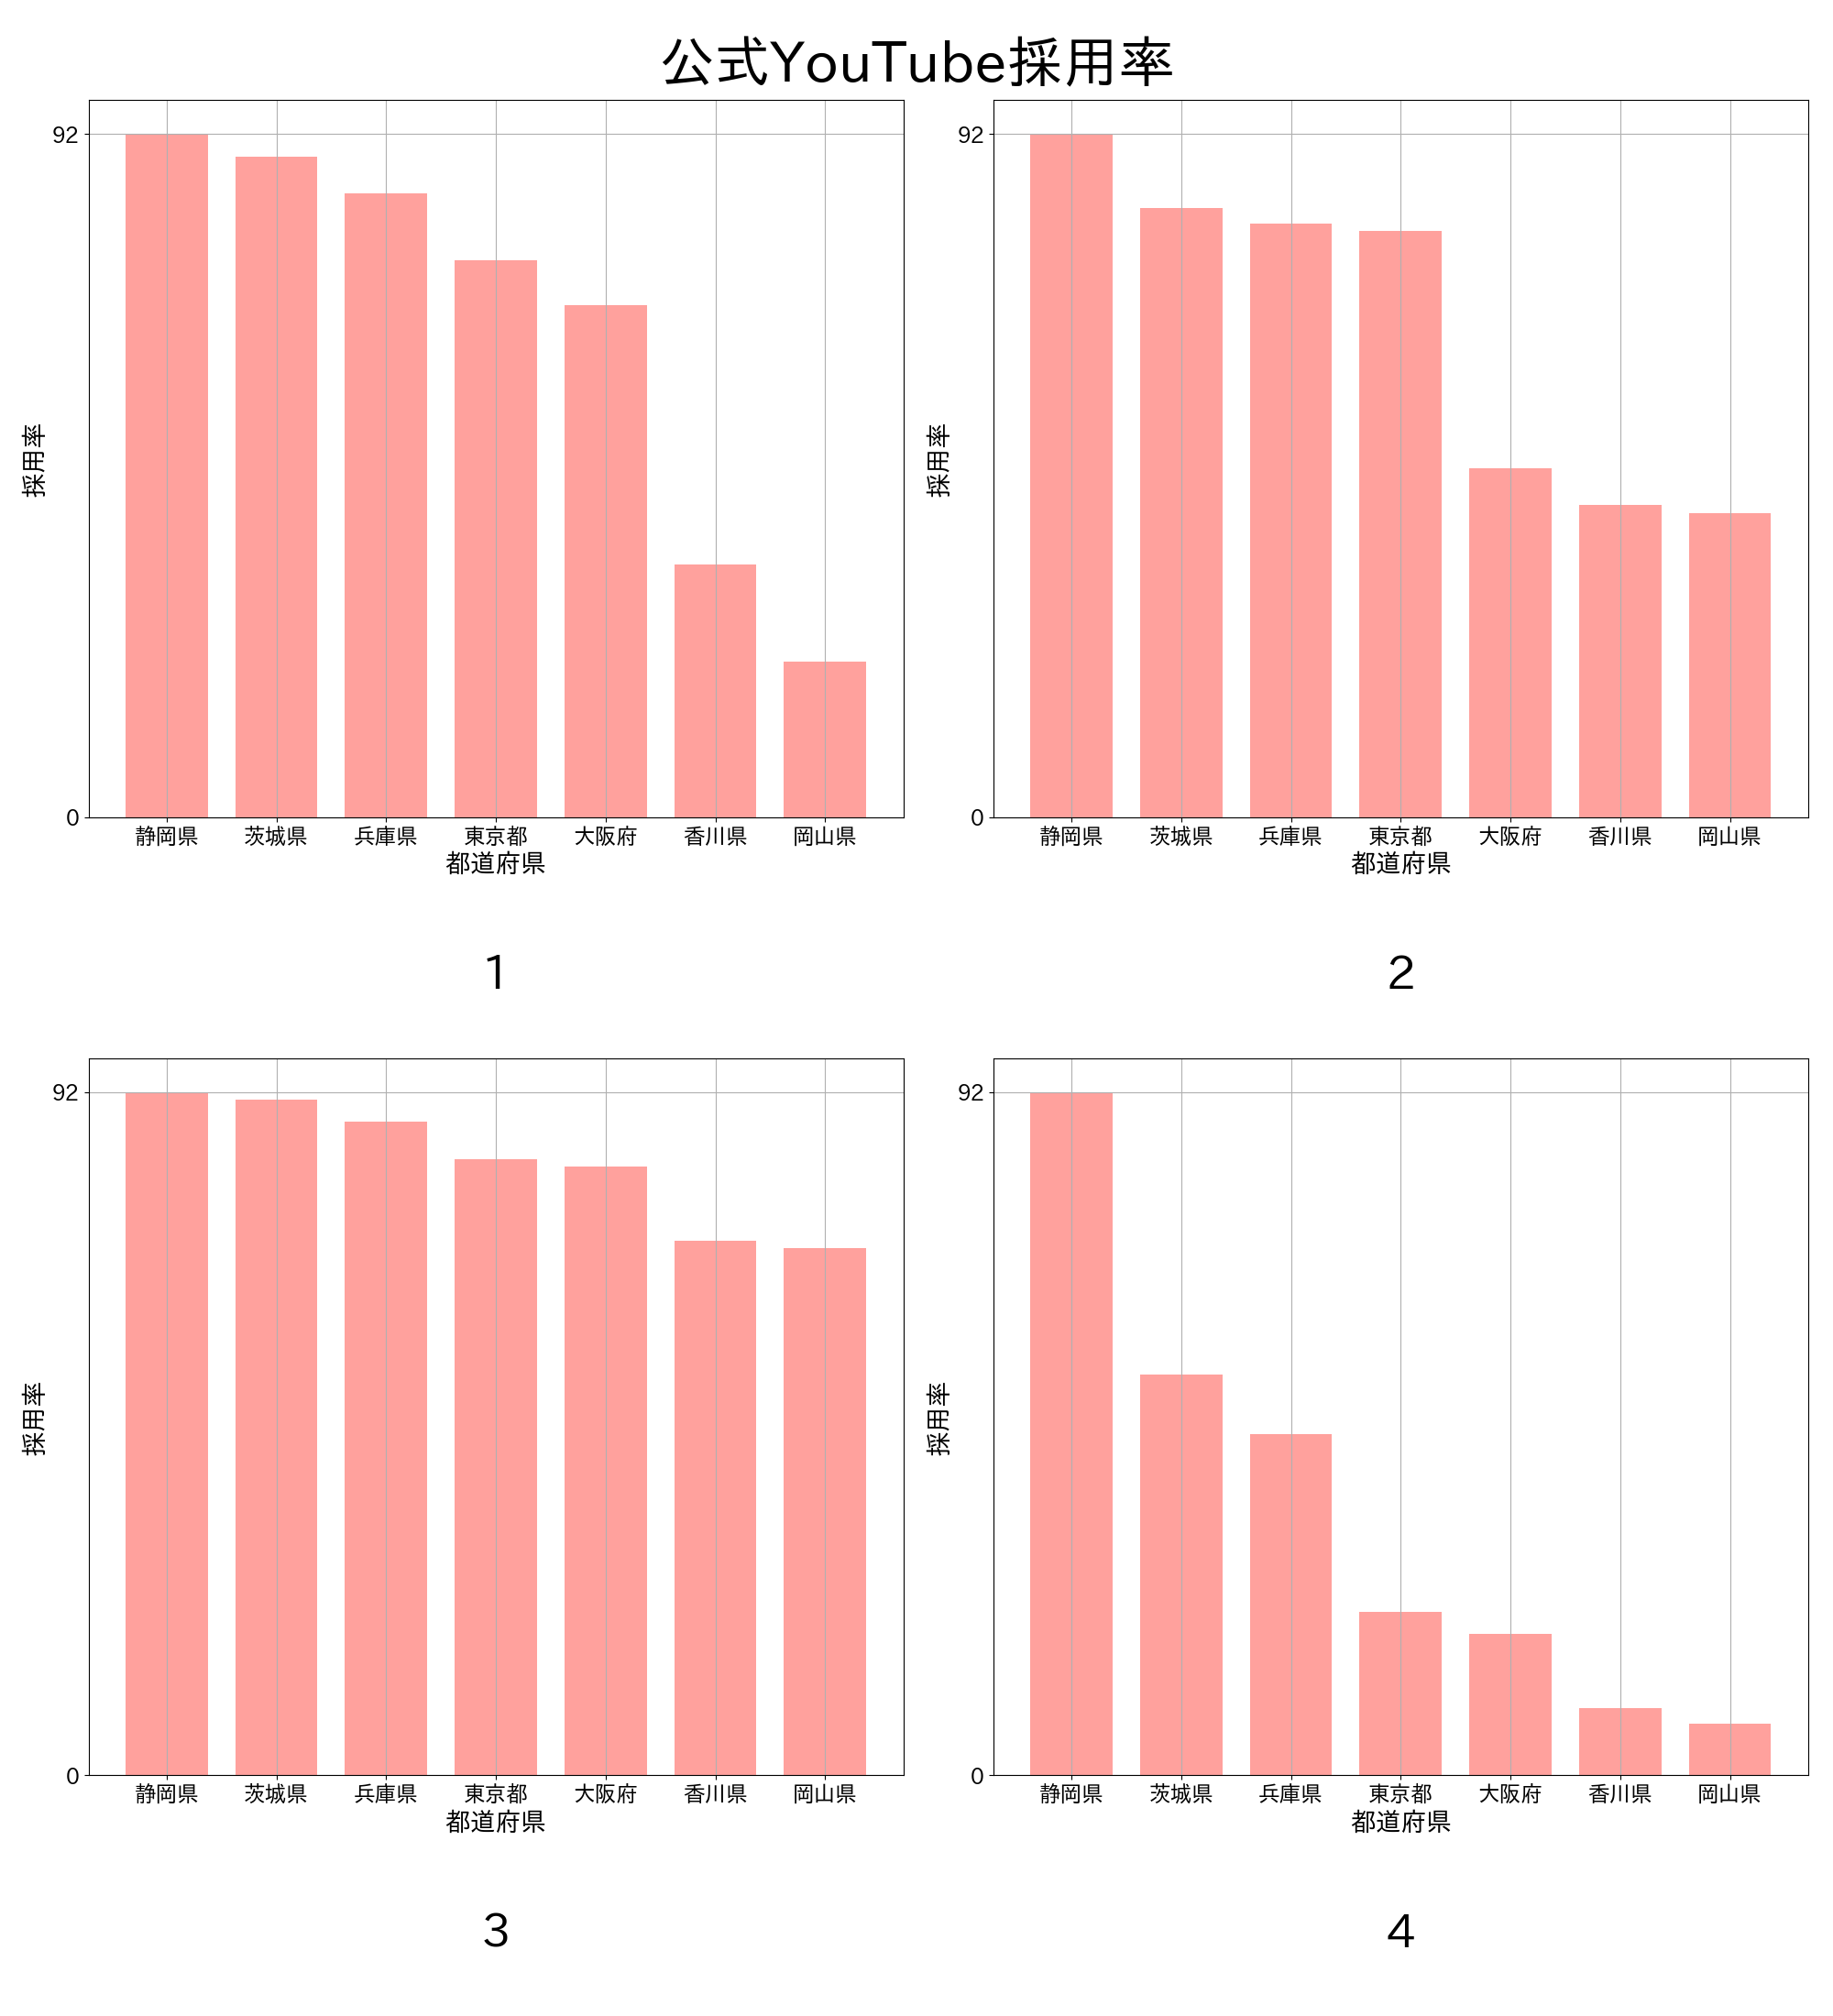 公式YouTube採用率
92
0
採用率
静岡県 茨城県 兵庫県 東京都 大阪府 香川県 岡山県
都道府県
1
92
0
採用率
静岡県 茨城県 兵庫県 東京都 大阪府 香川県 岡山県
都道府県
2
92
0
採用率
静岡県 茨城県 兵庫県 東京都 大阪府 香川県 岡山県
都道府県
3
92
0
採用率
静岡県 茨城県 兵庫県 東京都 大阪府 香川県 岡山県
都道府県
4